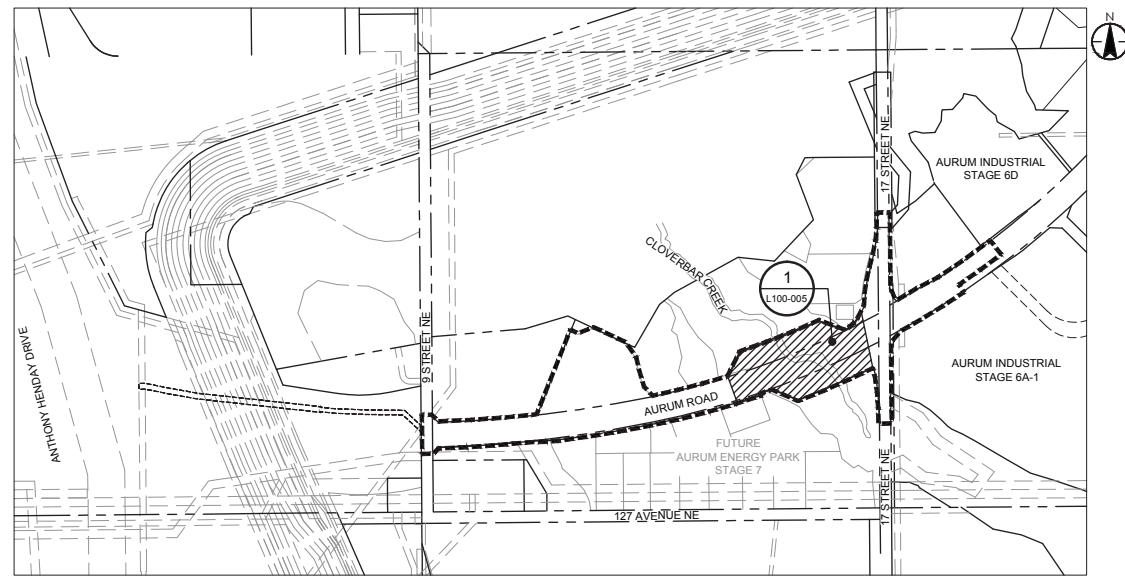 N
17 STREET NE
AURUM INDUSTRIAL
STAGE 6D
CLOVERBAR CREEK
1
L100-005
ANTHONY HENDAY DRIVE
9 STREET NE
AURUM INDUSTRIAL
STAGE 6A-1
AURUM ROAD
FUTURE
AURUM ENERGY PARK
STAGE 7
17 STREET NE
127 AVENUE NE